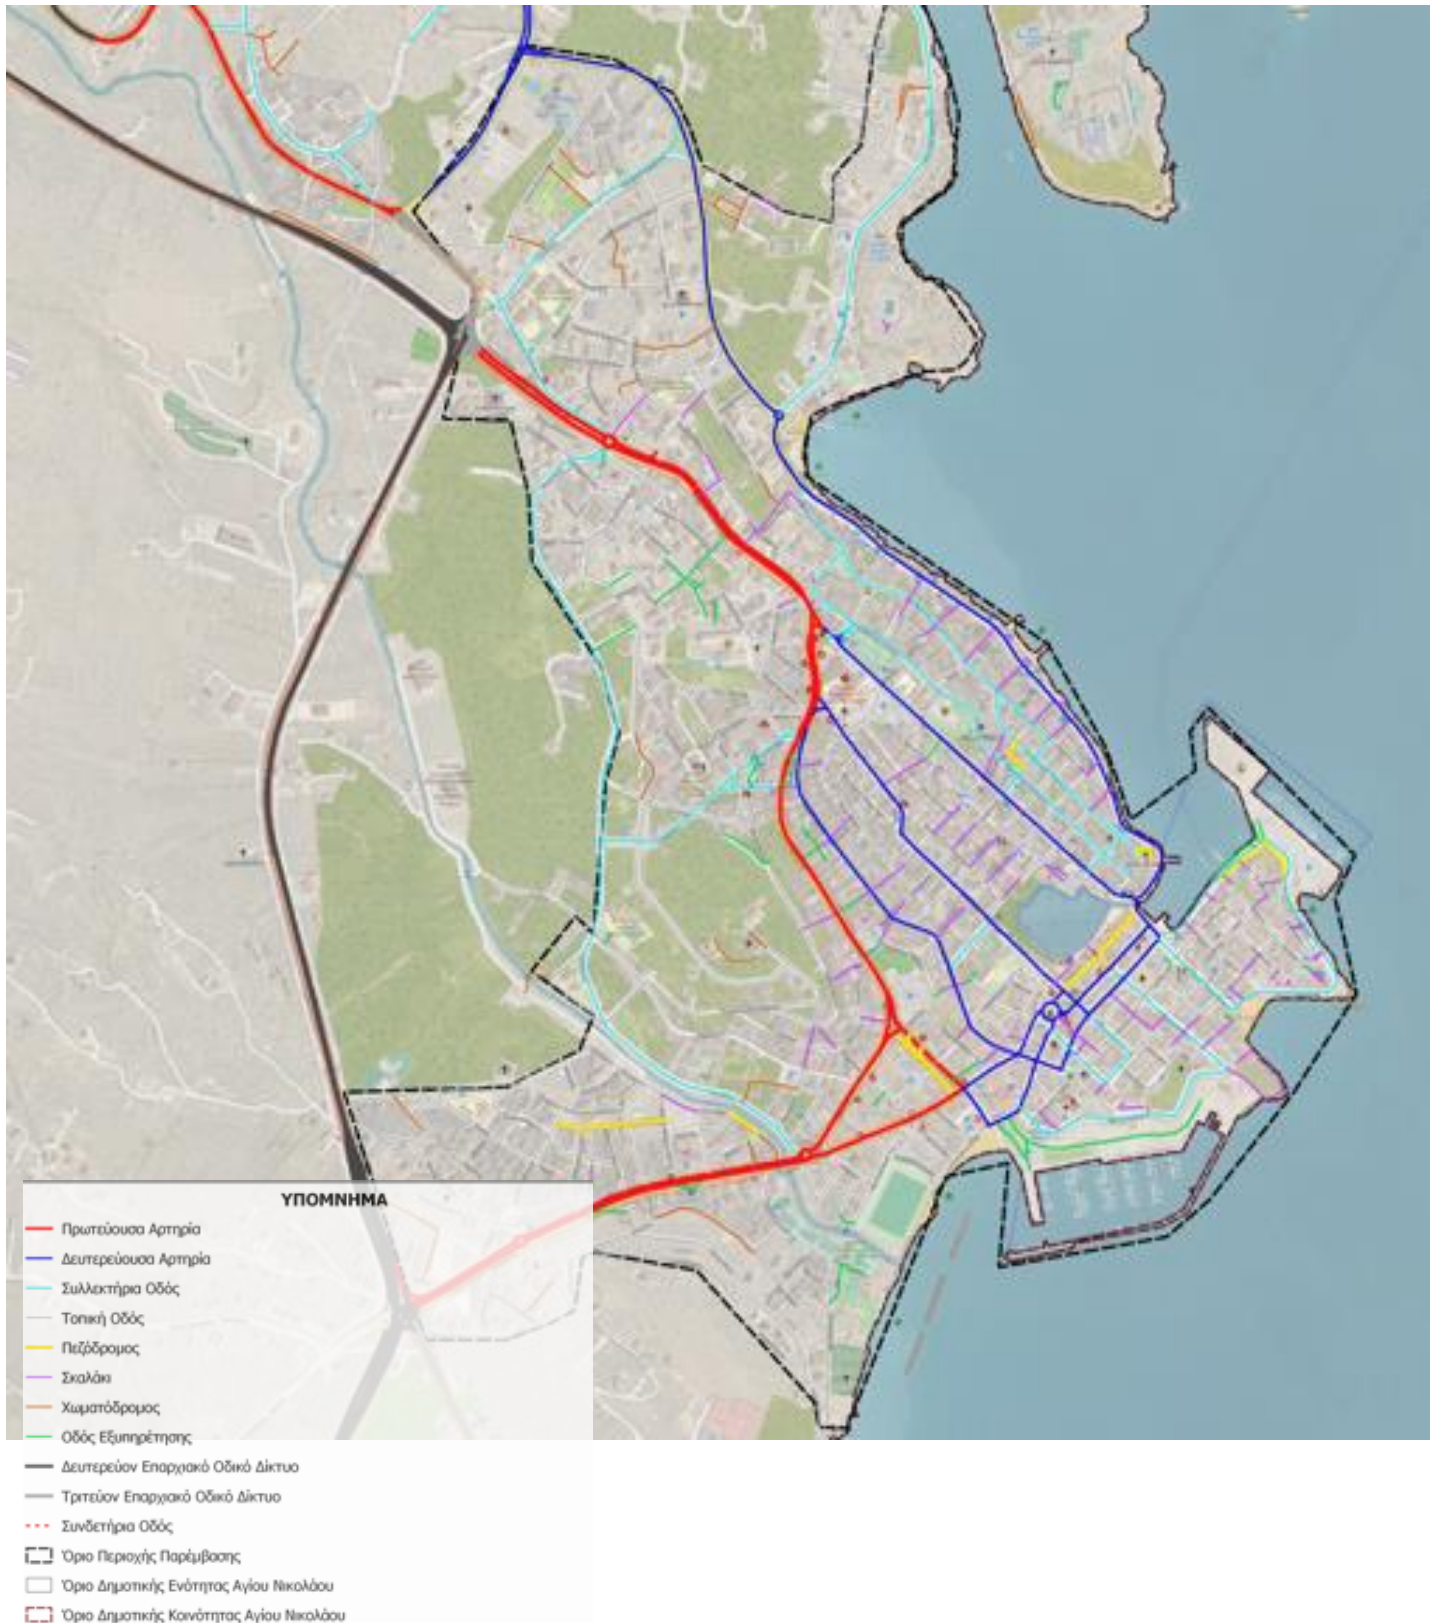 ΥΠΟΜΝΗΜΑ
Πρωτεύουσα Αρτηρία
Δευτερεύουσα Αρτηρία
Συλλεκτήρια Οδός
Τοπική Οδός
Πεζόδρομος
Σκαλάκι
Χωματόδρομος
Οδός Εξυπηρέτησης
Δευτερεύον Επαρχιακό Οδικό Δίκτυο
Τριτεύον Επαρχιακό Οδικό Δίκτυο
Συνδετήρια Οδός
Όριο Περιοχής Παρέμβασης
Όριο Δημοτικής Ενότητας Αγίου Νικολάου
Όριο Δημοτικής Κοινότητας Αγίου Νικολάου